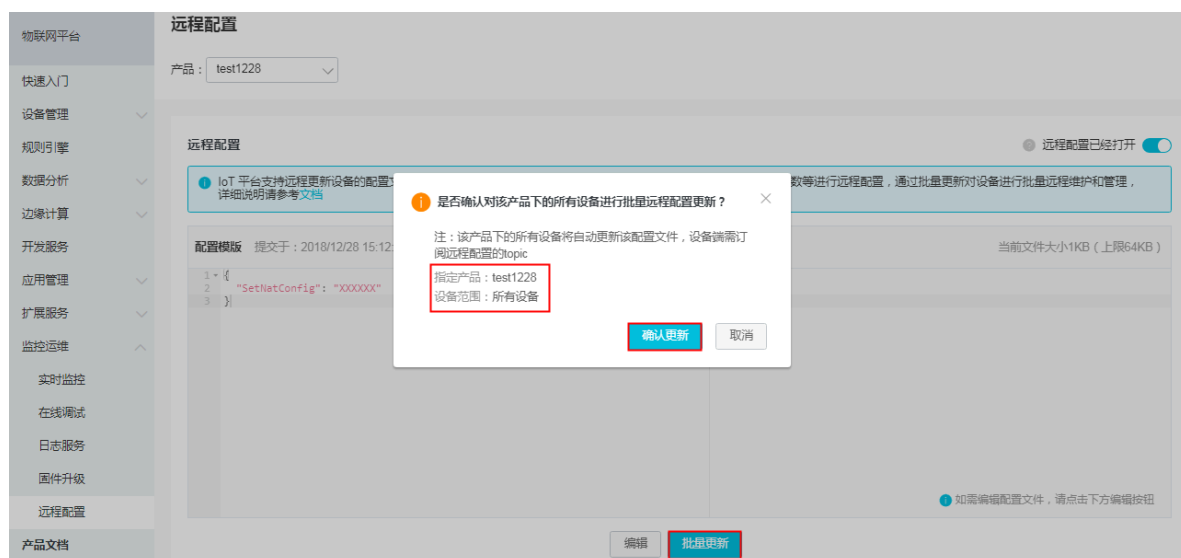 物联网平台
快速入门
设备管理
规则引擎
数据分析
边缘计算
开发服务
应用管理
扩展服务
监控运维
实时监控
在线调试
日志服务
固件升级
远程配置
产品文档
远程配置
产品： test1228
远程配置
远程配置已经打开
IoT 平台支持远程更新设备的配置
数等进行远程配置，通过批量更新对设备进行批量远程维护和管理，
详细说明请参考文档
配置模版 提交于：2018/12/28 15:12:
当前文件大小1KB（上限64KB）
1 {
2 "SetNatConfig": "XXXXXX"
3 }
是否确认对该产品下的所有设备进行批量远程配置更新？
注：该产品下的所有设备将自动更新该配置文件，设备端需订
阅远程配置的topic
指定产品：test1228
设备范围：所有设备
确认更新 取消
如需编辑配置文件，请点击下方编辑按钮
编辑 批量更新